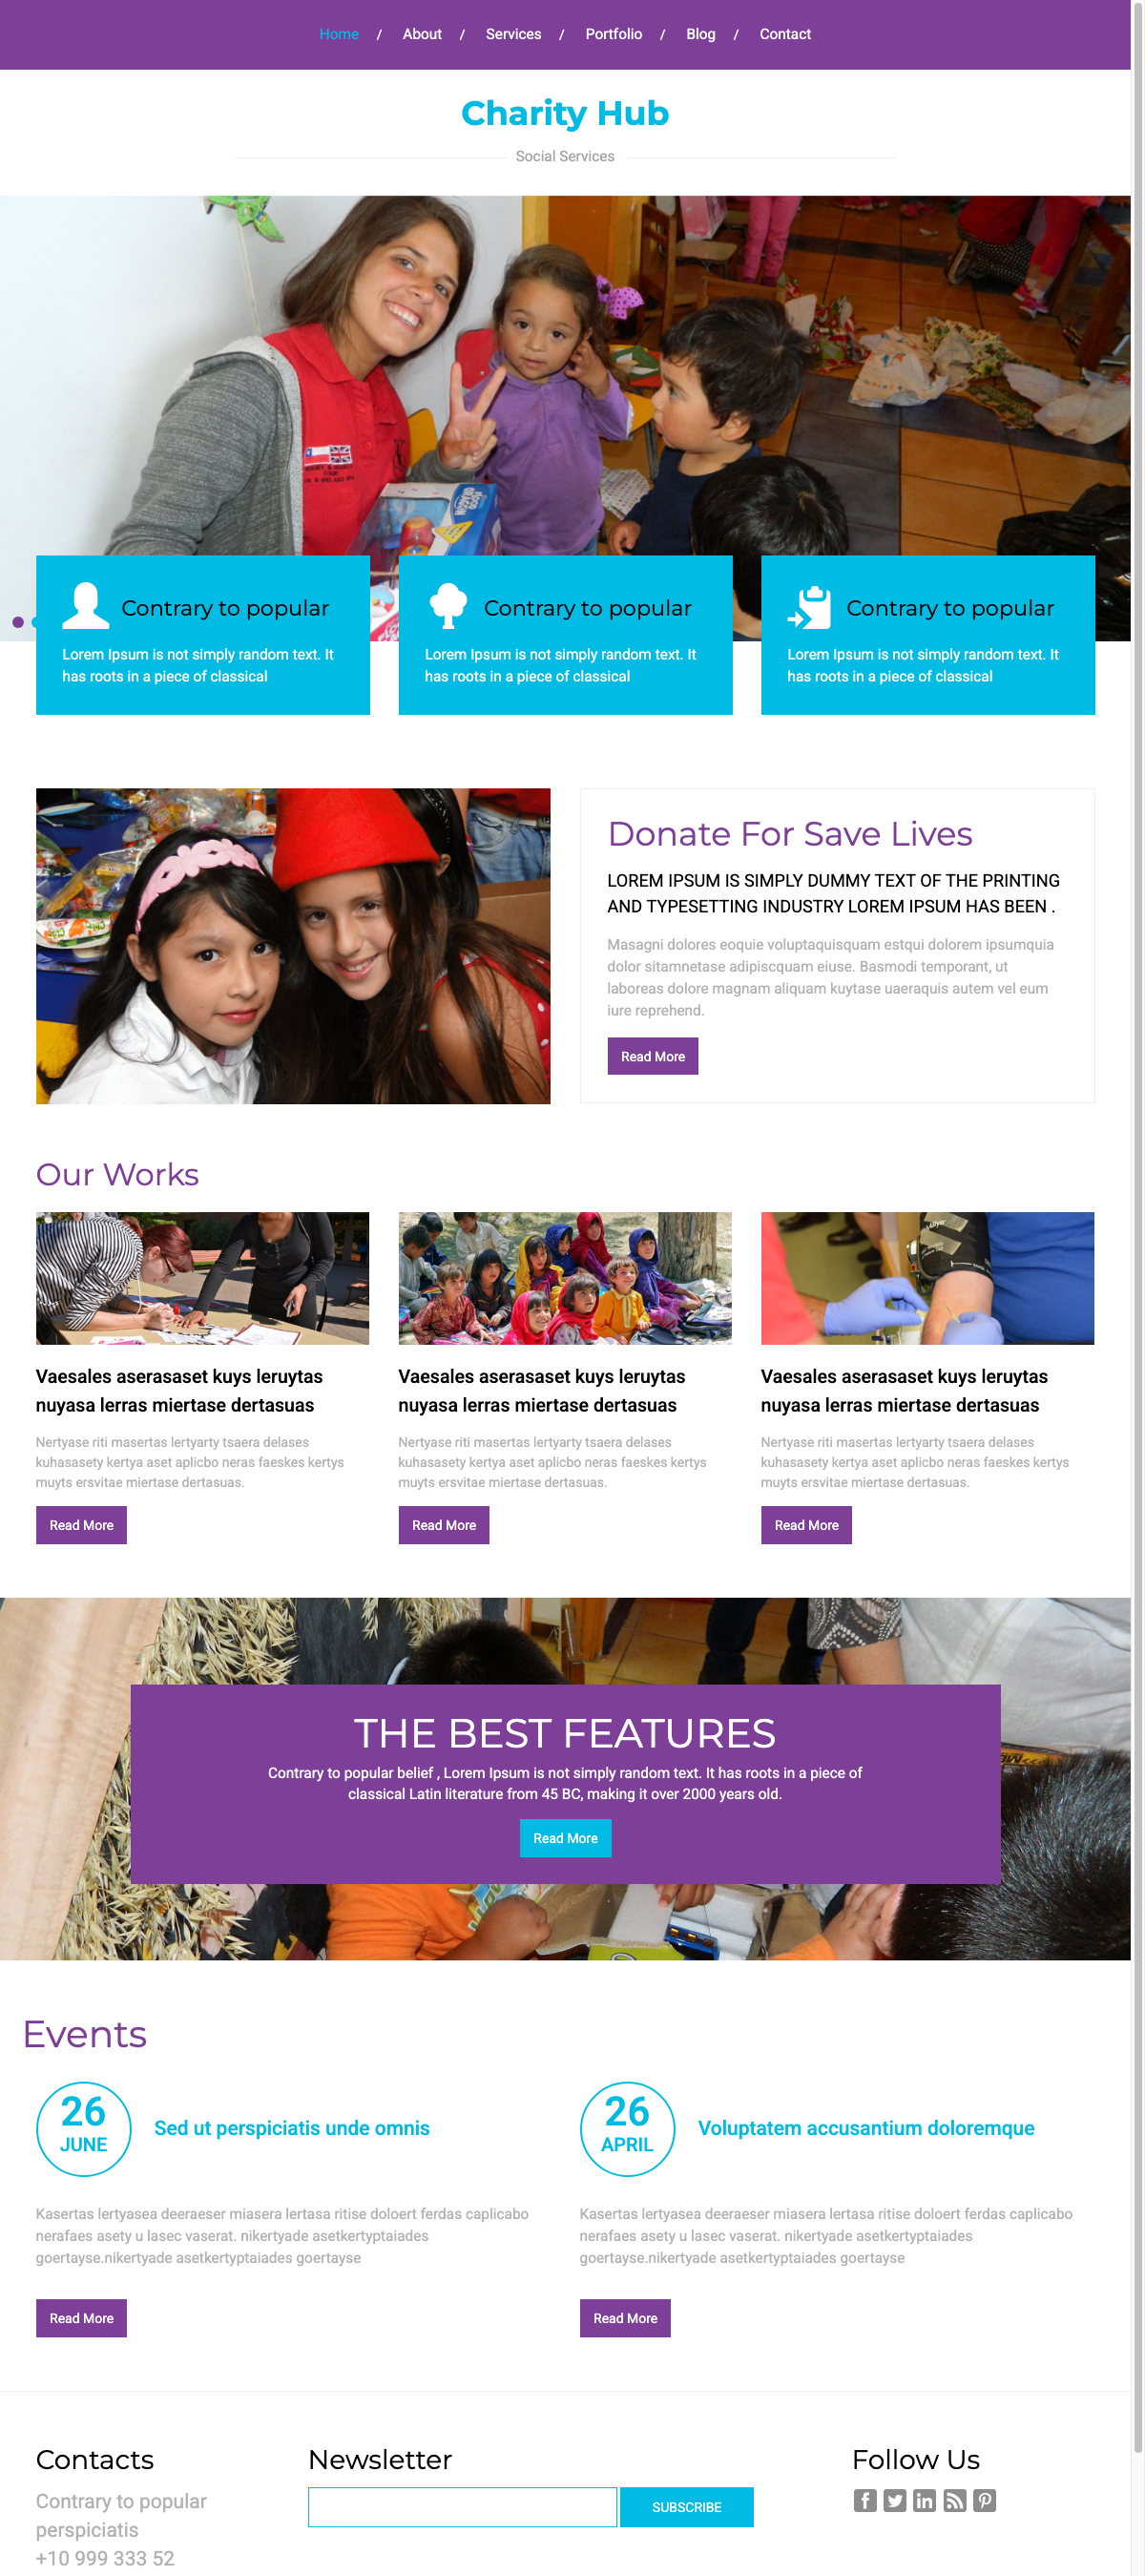 Home / About / Services / Portfolio / Blog / Contact
Charity Hub
Social Services
Contrary to popular
Lorem Ipsum is not simply random text. It
has roots in a piece of classical
Contrary to popular
Lorem Ipsum is not simply random text. It
has roots in a piece of classical
Contrary to popular
Lorem Ipsum is not simply random text. It
has roots in a piece of classical
Donate For Save Lives
LOREM IPSUM IS SIMPLY DUMMY TEXT OF THE PRINTING
AND TYPESETTING INDUSTRY LOREM IPSUM HAS BEEN .
Masagni dolores eoquie voluptaquisquam estqui dolorem ipsumquia
dolor sitamnetase adipiscquam eiuse. Basmodi temporant, ut
laboreas dolore magnam aliquam kuytase uaeraquis autem vel eum
iure reprehend.
Read More
Our Works
Vaesales aserasaset kuys leruytas
nuyasa lerras miertase dertasuas
Nertyase riti masertas lertyarty tsaera delases
kuhasasety kertya aset aplicbo neras faeskes kertys
muyts ersvitae miertase dertasuas.
Read More
Vaesales aserasaset kuys leruytas
nuyasa lerras miertase dertasuas
Nertyase riti masertas lertyarty tsaera delases
kuhasasety kertya aset aplicbo neras faeskes kertys
muyts ersvitae miertase dertasuas.
Read More
Vaesales aserasaset kuys leruytas
nuyasa lerras miertase dertasuas
Nertyase riti masertas lertyarty tsaera delases
kuhasasety kertya aset aplicbo neras faeskes kertys
muyts ersvitae miertase dertasuas.
Read More
THE BEST FEATURES
Contrary to popular belief , Lorem Ipsum is not simply random text. It has roots in a piece of
classical Latin literature from 45 BC, making it over 2000 years old.
Read More
Events
26
JUNE
Sed ut perspiciatis unde omnis
Kasertas lertyasea deeraeser miasera lertasa ritise doloert ferdas caplicabo
nerafaes asety u lasec vaserat. nikertyade asetkertyptaiades
goertayse.nikertyade asetkertyptaiades goertayse
Read More
26
APRIL
Voluptatem accusantium doloremque
Kasertas lertyasea deeraeser miasera lertasa ritise doloert ferdas caplicabo
nerafaes asety u lasec vaserat. nikertyade asetkertyptaiades
goertayse.nikertyade asetkertyptaiades goertayse
Read More
Contacts
Contrary to popular
perspiciatis
+10 999 333 52
Newsletter
SUBSCRIBE
Follow Us